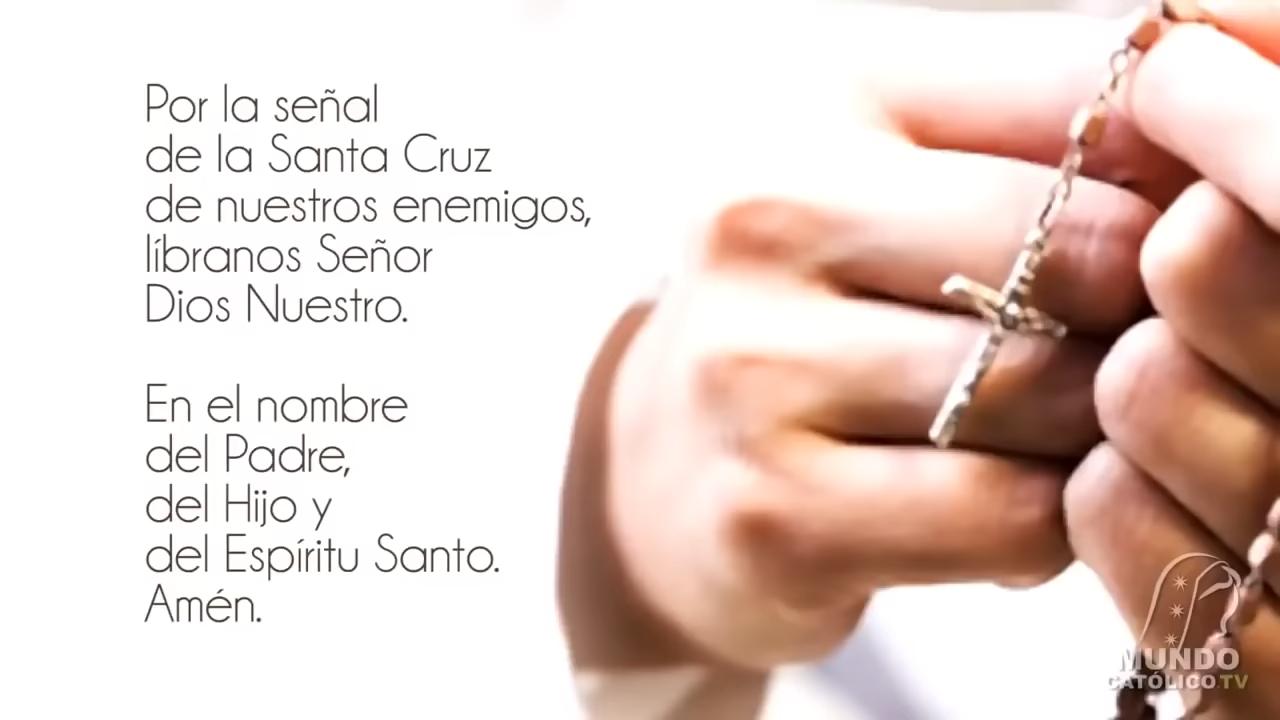 Por la señal
de la Santa Cruz
de nuestros enemigos,
líbranos Señor
Dios Nuestro.
En el nombre
del Padre,
del Hijo y
del Espíritu Santo.
Amén.
MUNDO
CATÓLICO.TV